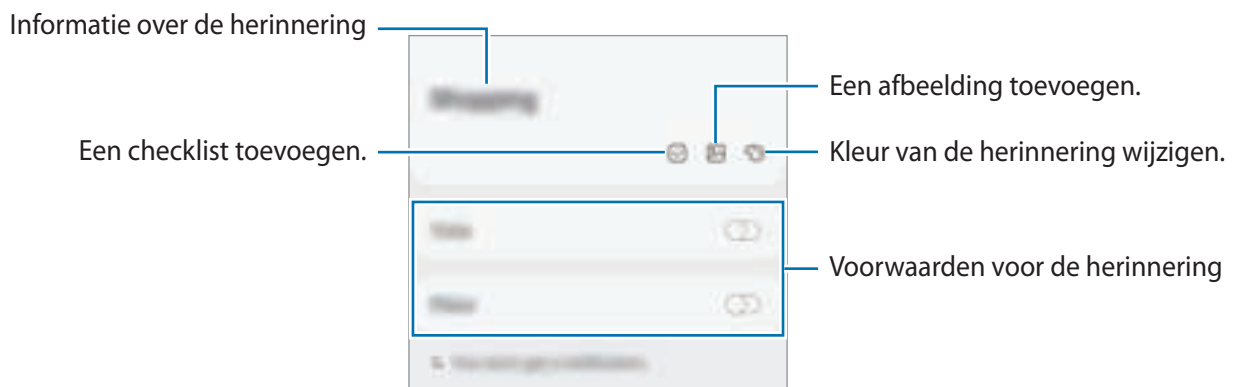 Informatie over de herinnering
Shopping
Een afbeelding toevoegen.
Een checklist toevoegen.
Kleur van de herinnering wijzigen.
Voorwaarden voor de herinnering